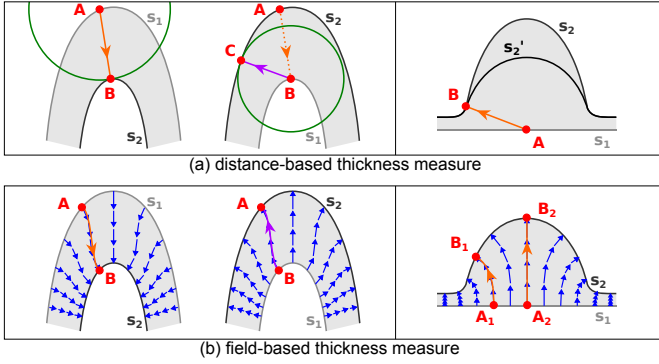 A S₁ B S₂
A S₂ C B S₁
S₂ S₂' B A S₁
(a) distance-based thickness measure
A S₁ B S₂
A S₂ B S₁
B₂ B₁ S₂ A₁ A₂ S₁
(b) field-based thickness measure